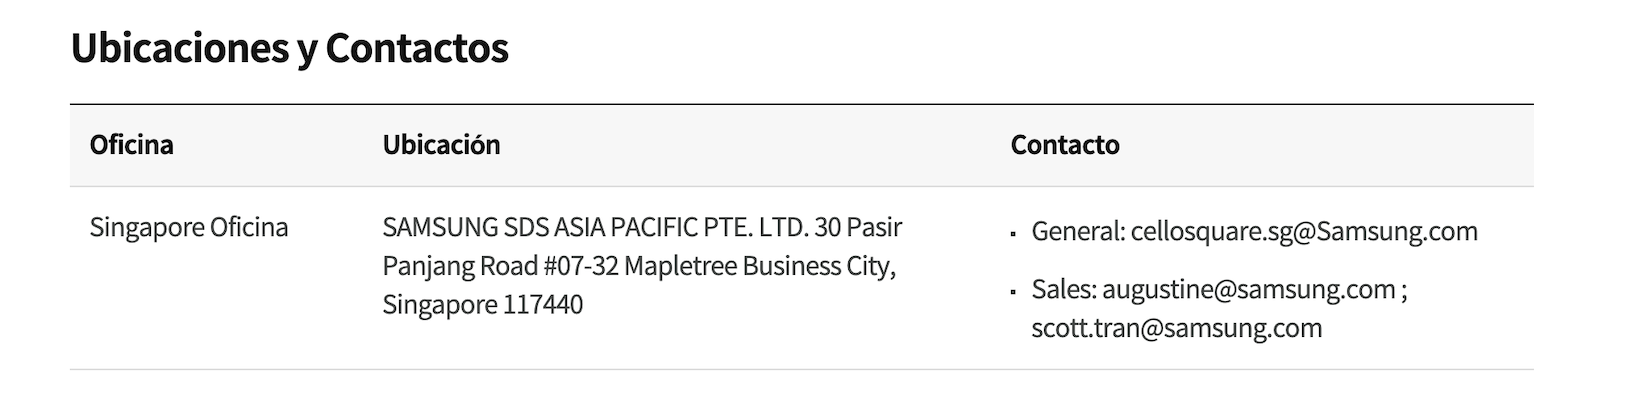 Ubicaciones y Contactos
Oficina
Ubicación
Contacto
Singapore Oficina
SAMSUNG SDS ASIA PACIFIC PTE. LTD. 30 Pasir
Panjang Road #07-32 Mapletree Business City,
Singapore 117440
General: cellosquare.sg@Samsung.com
Sales: augustine@samsung.com ;
scott.tran@samsung.com